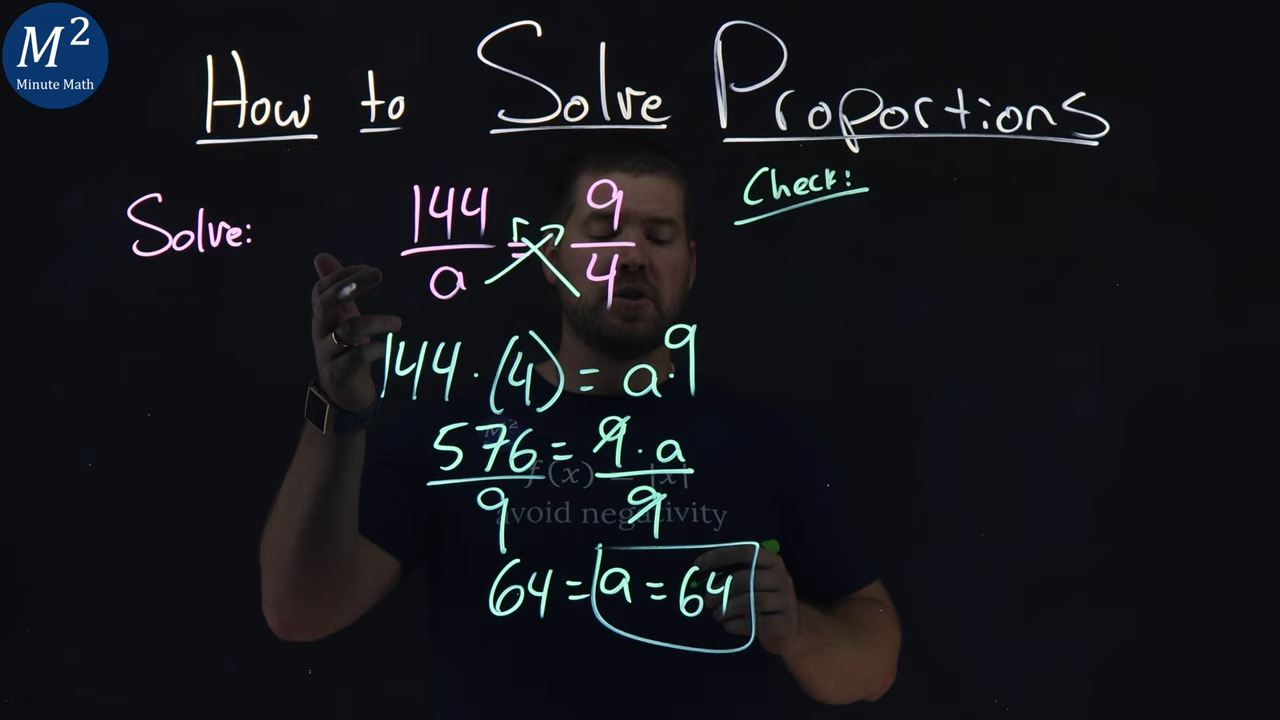 M²
Minute Math
How to Solve Proportions
Check:
Solve: 144/a = 9/4
144 · (4) = a · 9
576/9 = 9 · a/9
64 = a = 64
f(x) = |x|
avoid negativity